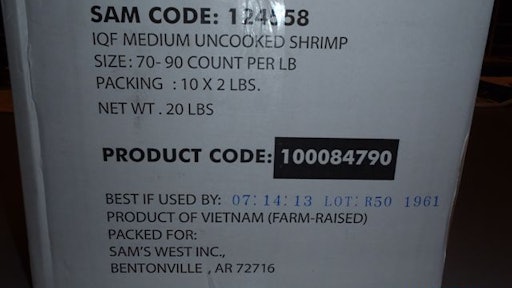 SAM CODE: 124558
IQF MEDIUM UNCOOKED SHRIMP
SIZE: 70-90 COUNT PER LB
PACKING : 10 X 2 LBS.
NET WT. 20 LBS
PRODUCT CODE: 100084790
BEST IF USED BY: 07:14:13 LOT: R50 1961
PRODUCT OF VIETNAM (FARM-RAISED)
PACKED FOR:
SAM'S WEST INC.,
BENTONVILLE , AR 72716